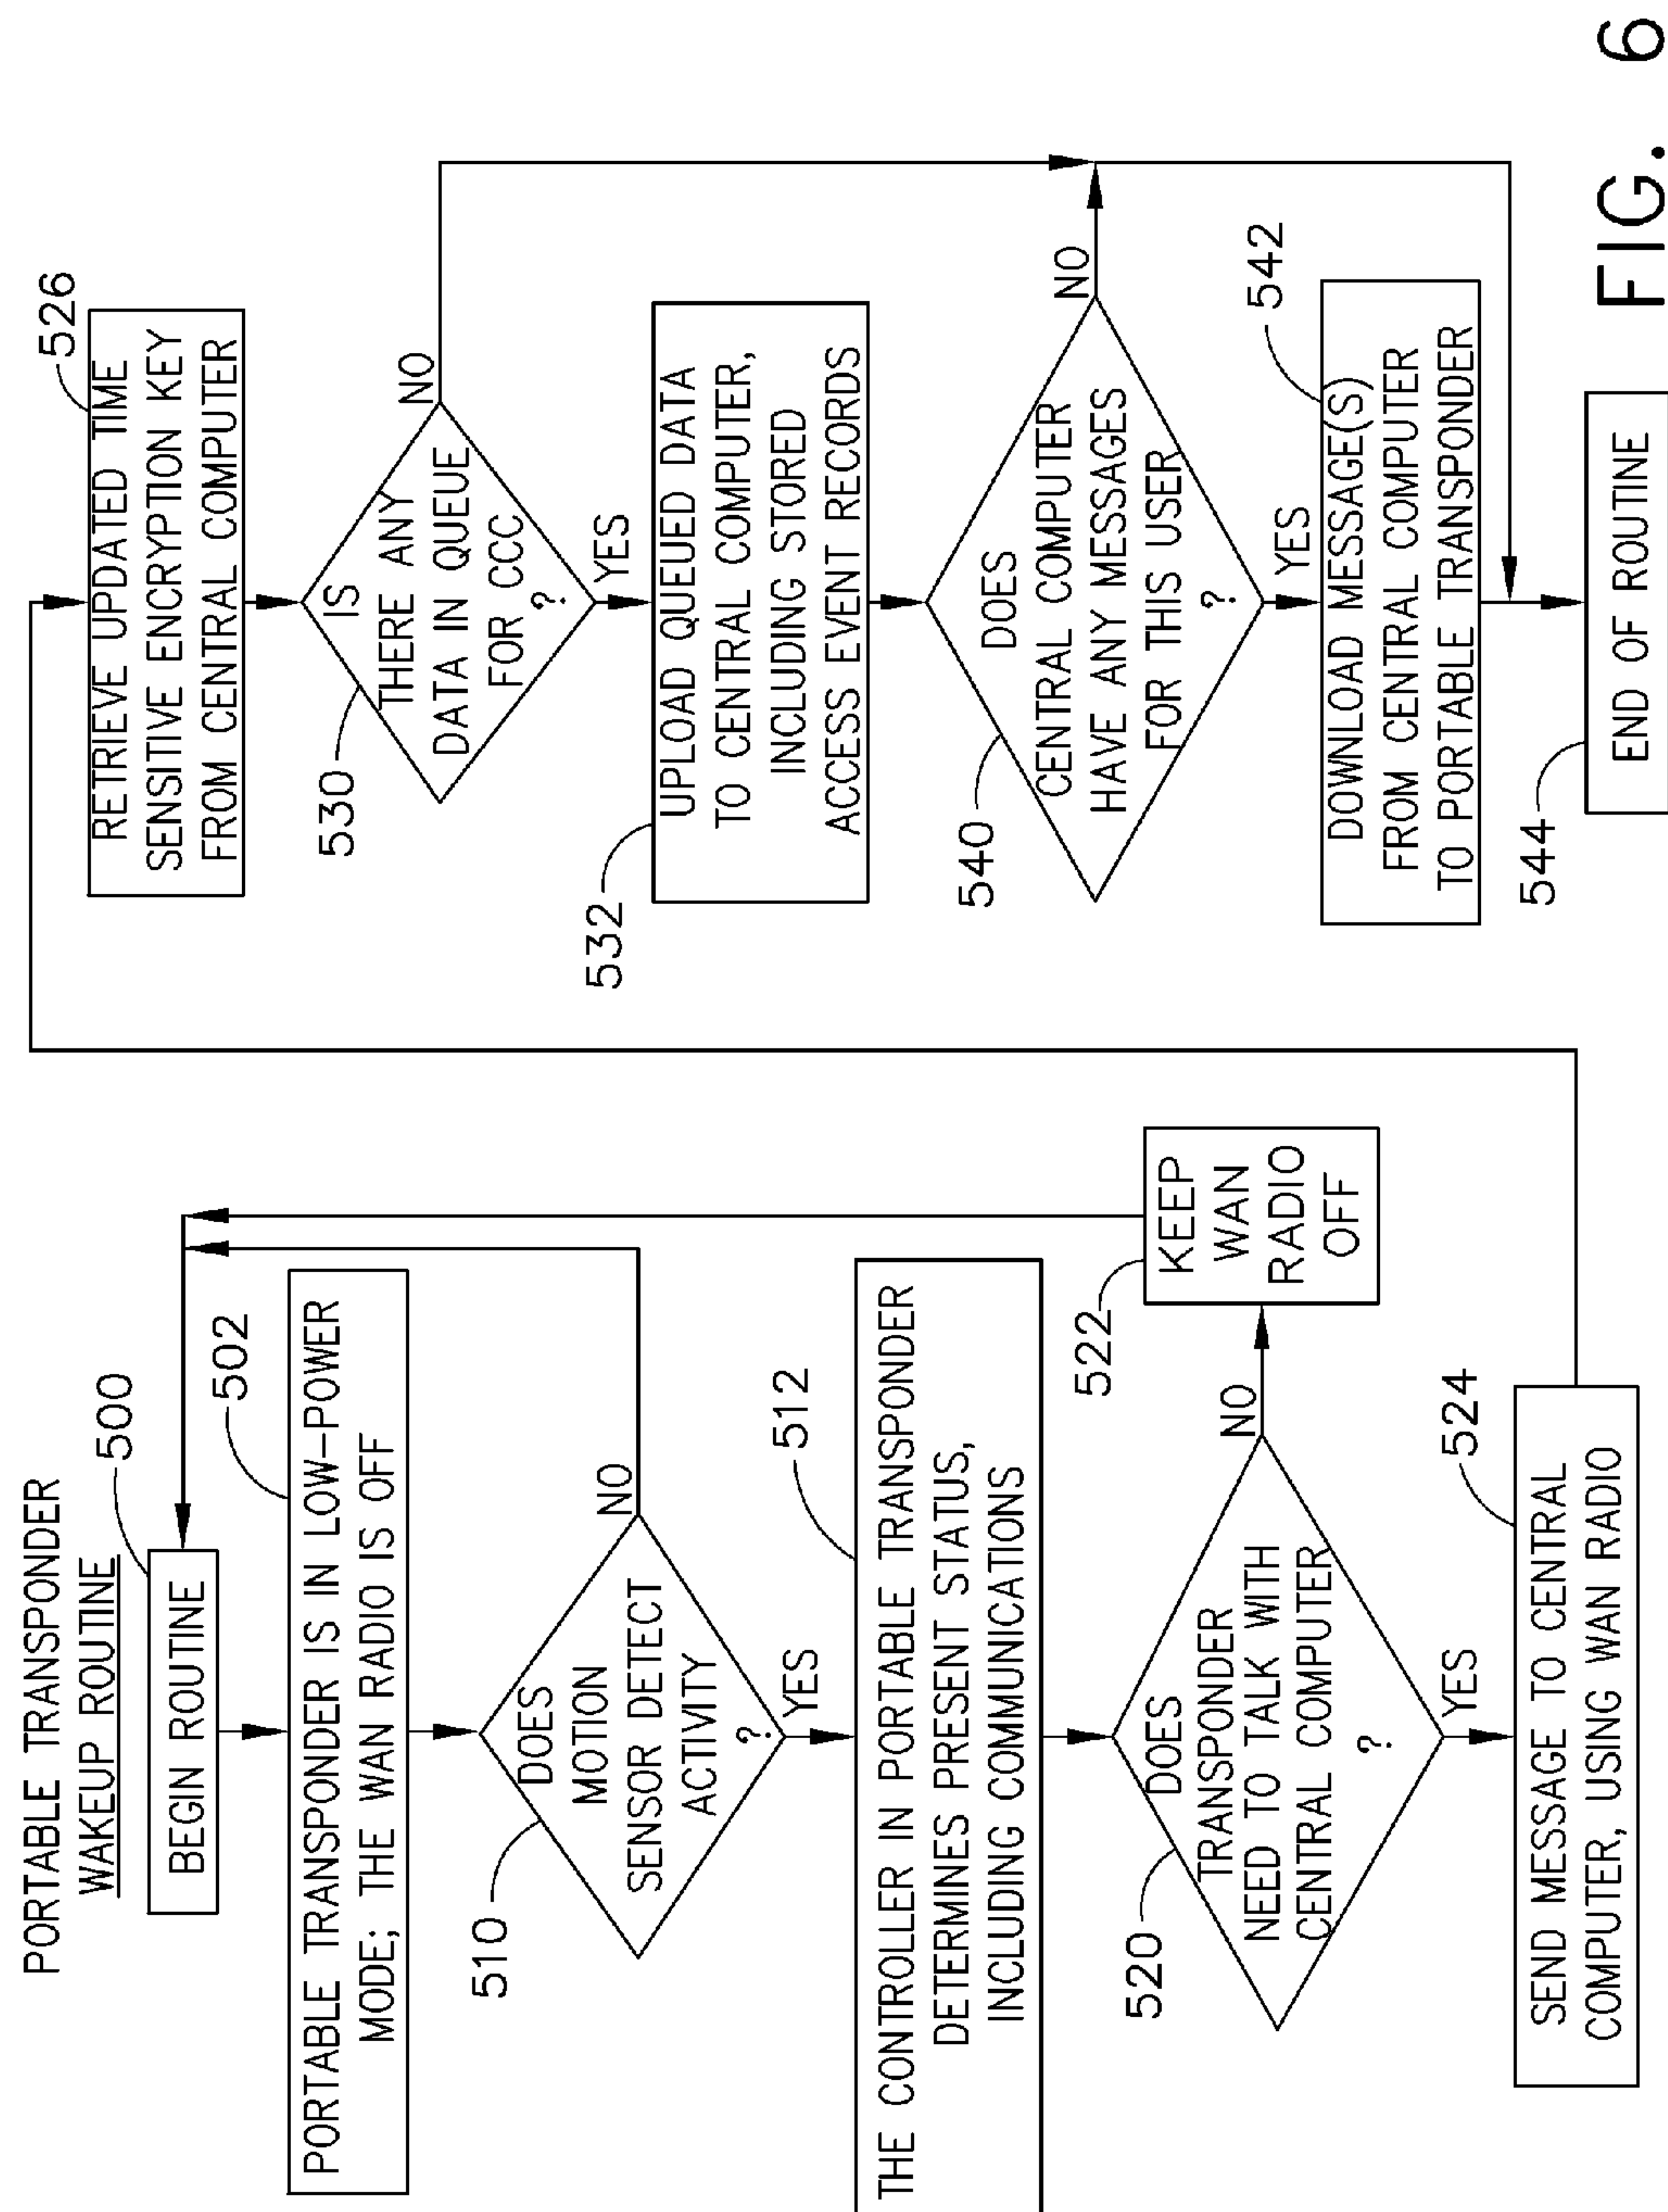 PORTABLE TRANSPONDER
WAKEUP ROUTINE
500
BEGIN ROUTINE
502
PORTABLE TRANSPONDER IS IN LOW-POWER
MODE; THE WAN RADIO IS OFF
510
DOES
MOTION
SENSOR DETECT
ACTIVITY
?
NO
YES
512
THE CONTROLLER IN PORTABLE TRANSPONDER
DETERMINES PRESENT STATUS,
INCLUDING COMMUNICATIONS
520
DOES
TRANSPONDER
NEED TO TALK WITH
CENTRAL COMPUTER
?
NO
522
KEEP
WAN
RADIO
OFF
YES
524
SEND MESSAGE TO CENTRAL
COMPUTER, USING WAN RADIO
526
RETRIEVE UPDATED TIME
SENSITIVE ENCRYPTION KEY
FROM CENTRAL COMPUTER
530
IS
THERE ANY
DATA IN QUEUE
FOR CCC
?
NO
YES
532
UPLOAD QUEUED DATA
TO CENTRAL COMPUTER,
INCLUDING STORED
ACCESS EVENT RECORDS
540
DOES
CENTRAL COMPUTER
HAVE ANY MESSAGES
FOR THIS USER
?
NO
YES
542
DOWNLOAD MESSAGE(S)
FROM CENTRAL COMPUTER
TO PORTABLE TRANSPONDER
544
END OF ROUTINE
FIG. 6